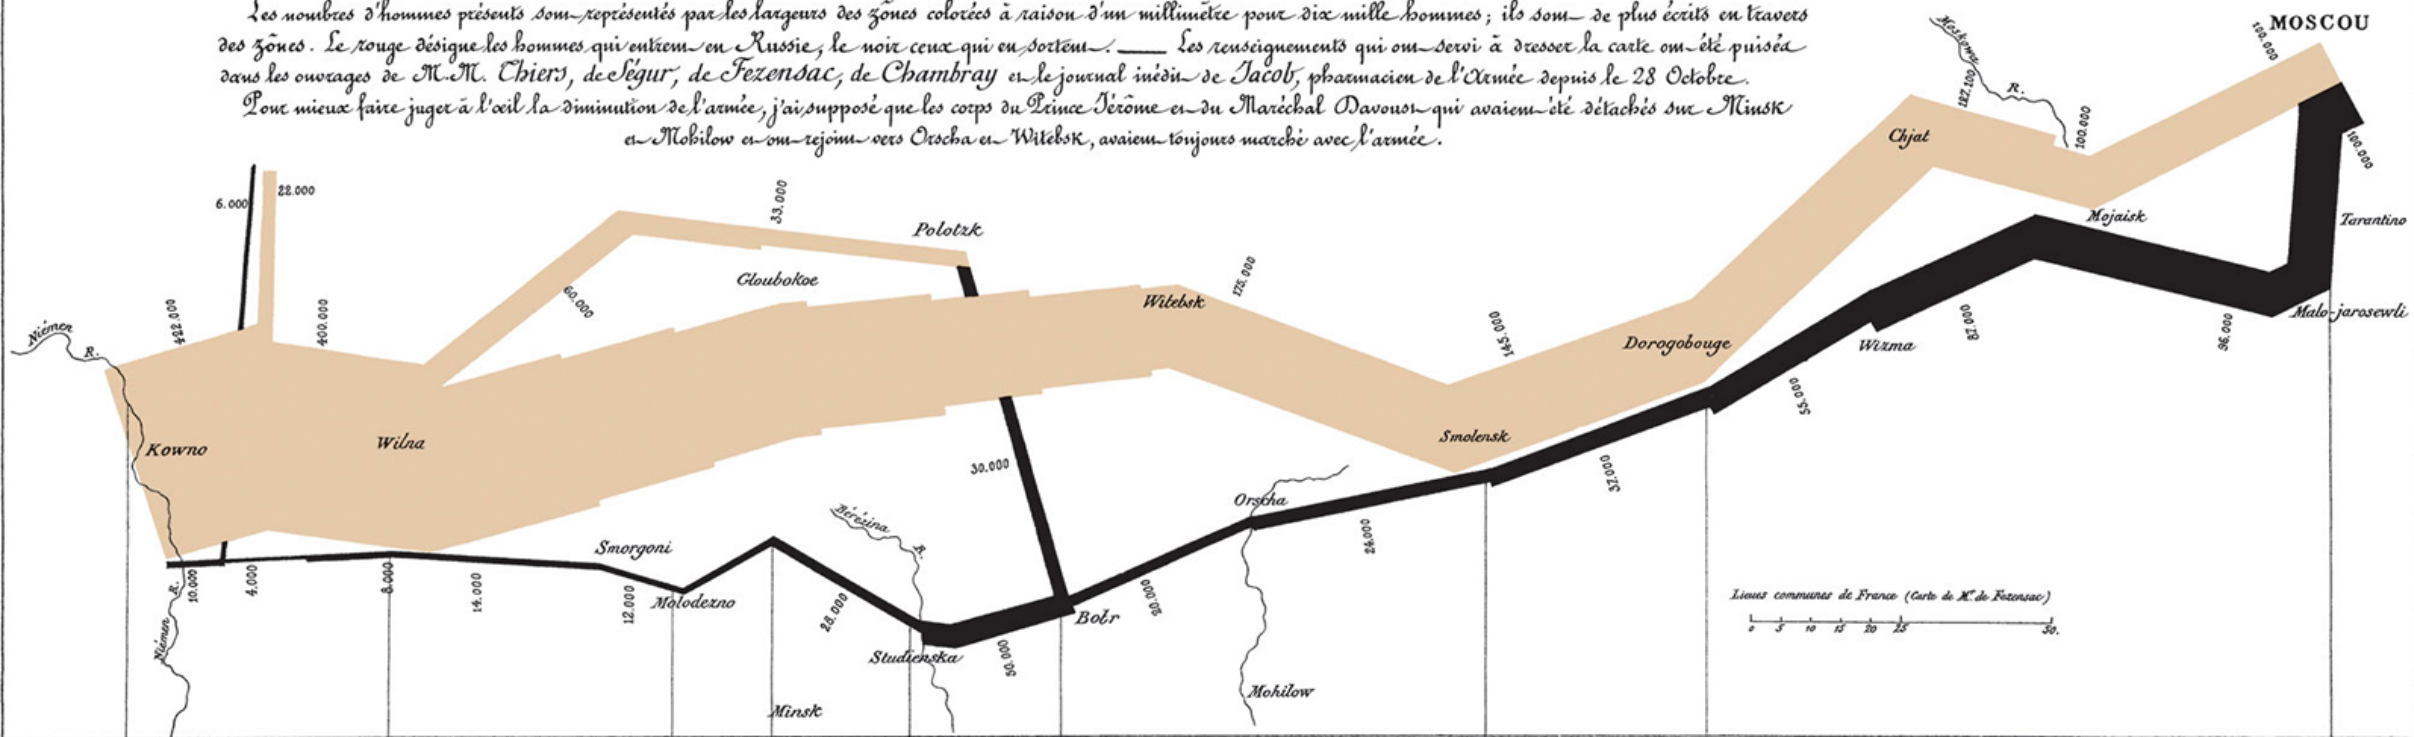 Les nombres d'hommes présents sont représentés par les largeurs des zônes colorées à raison d'un millimètre pour dix mille hommes; ils sont de plus écrits en travers
des zônes. Le rouge désigne les hommes qui entrent en Russie, le noir ceux qui en sortent. — Les renseignements qui ont servi à dresser la carte ont été puisés
dans les ouvrages de M.M. Thiers, de Ségur, de Fezensac, de Chambray et le journal inédit de Jacob, pharmacien de l'Armée depuis le 28 Octobre.
Pour mieux faire juger à l'œil la diminution de l'armée, j'ai supposé que les corps du Prince Jérôme et du Maréchal Davoust qui avaient été détachés sur Minsk
et Mohilow et ont rejoint vers Orscha et Witebsk, avaient toujours marché avec l'armée.
MOSCOU
100.000
Moskowa
R.
127.100
100.000
Chjat
100.000
Mojaisk
Tarantino
Malo-jarosewli
22.000
6.000
33.000
Polotzk
Gloubokoe
60.000
422.000
400.000
Niémen
R.
Witebsk
175.000
145.000
Dorogobouge
Wizma
87.000
96.000
55.000
Kowno
Wilna
Smolensk
37.000
30.000
Orscha
24.000
Bérézina
R.
Smorgoni
10.000
4.000
8.000
14.000
12.000
Molodezno
28.000
Studienska
50.000
Bobr
20.000
R.
Niémen
Minsk
Mohilow
Lieues communes de France (Carte de M. de Fezensac)
0 5 10 15 20 25 50.